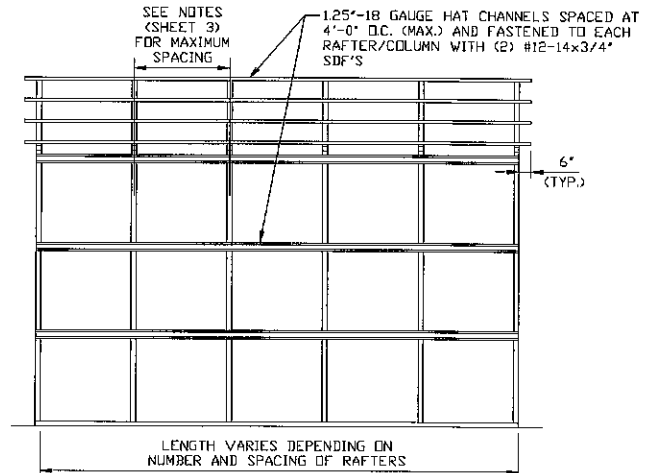 SEE NOTES
(SHEET 3)
FOR MAXIMUM
SPACING
1.25"-18 GAUGE HAT CHANNELS SPACED AT
4'-0" O.C. (MAX.) AND FASTENED TO EACH
RAFTER/COLUMN WITH (2) #12-14x3/4"
SDF'S
6"
(TYP.)
LENGTH VARIES DEPENDING ON
NUMBER AND SPACING OF RAFTERS